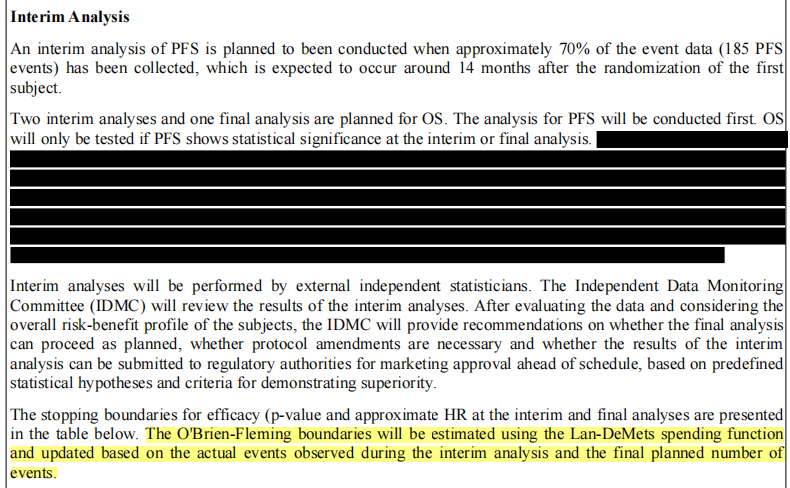 Interim Analysis
An interim analysis of PFS is planned to been conducted when approximately 70% of the event data (185 PFS
events) has been collected, which is expected to occur around 14 months after the randomization of the first
subject.
Two interim analyses and one final analysis are planned for OS. The analysis for PFS will be conducted first. OS
will only be tested if PFS shows statistical significance at the interim or final analysis.
Interim analyses will be performed by external independent statisticians. The Independent Data Monitoring
Committee (IDMC) will review the results of the interim analyses. After evaluating the data and considering the
overall risk-benefit profile of the subjects, the IDMC will provide recommendations on whether the final analysis
can proceed as planned, whether protocol amendments are necessary and whether the results of the interim
analysis can be submitted to regulatory authorities for marketing approval ahead of schedule, based on predefined
statistical hypotheses and criteria for demonstrating superiority.
The stopping boundaries for efficacy (p-value and approximate HR at the interim and final analyses are presented
in the table below. The O'Brien-Fleming boundaries will be estimated using the Lan-DeMets spending function
and updated based on the actual events observed during the interim analysis and the final planned number of
events.